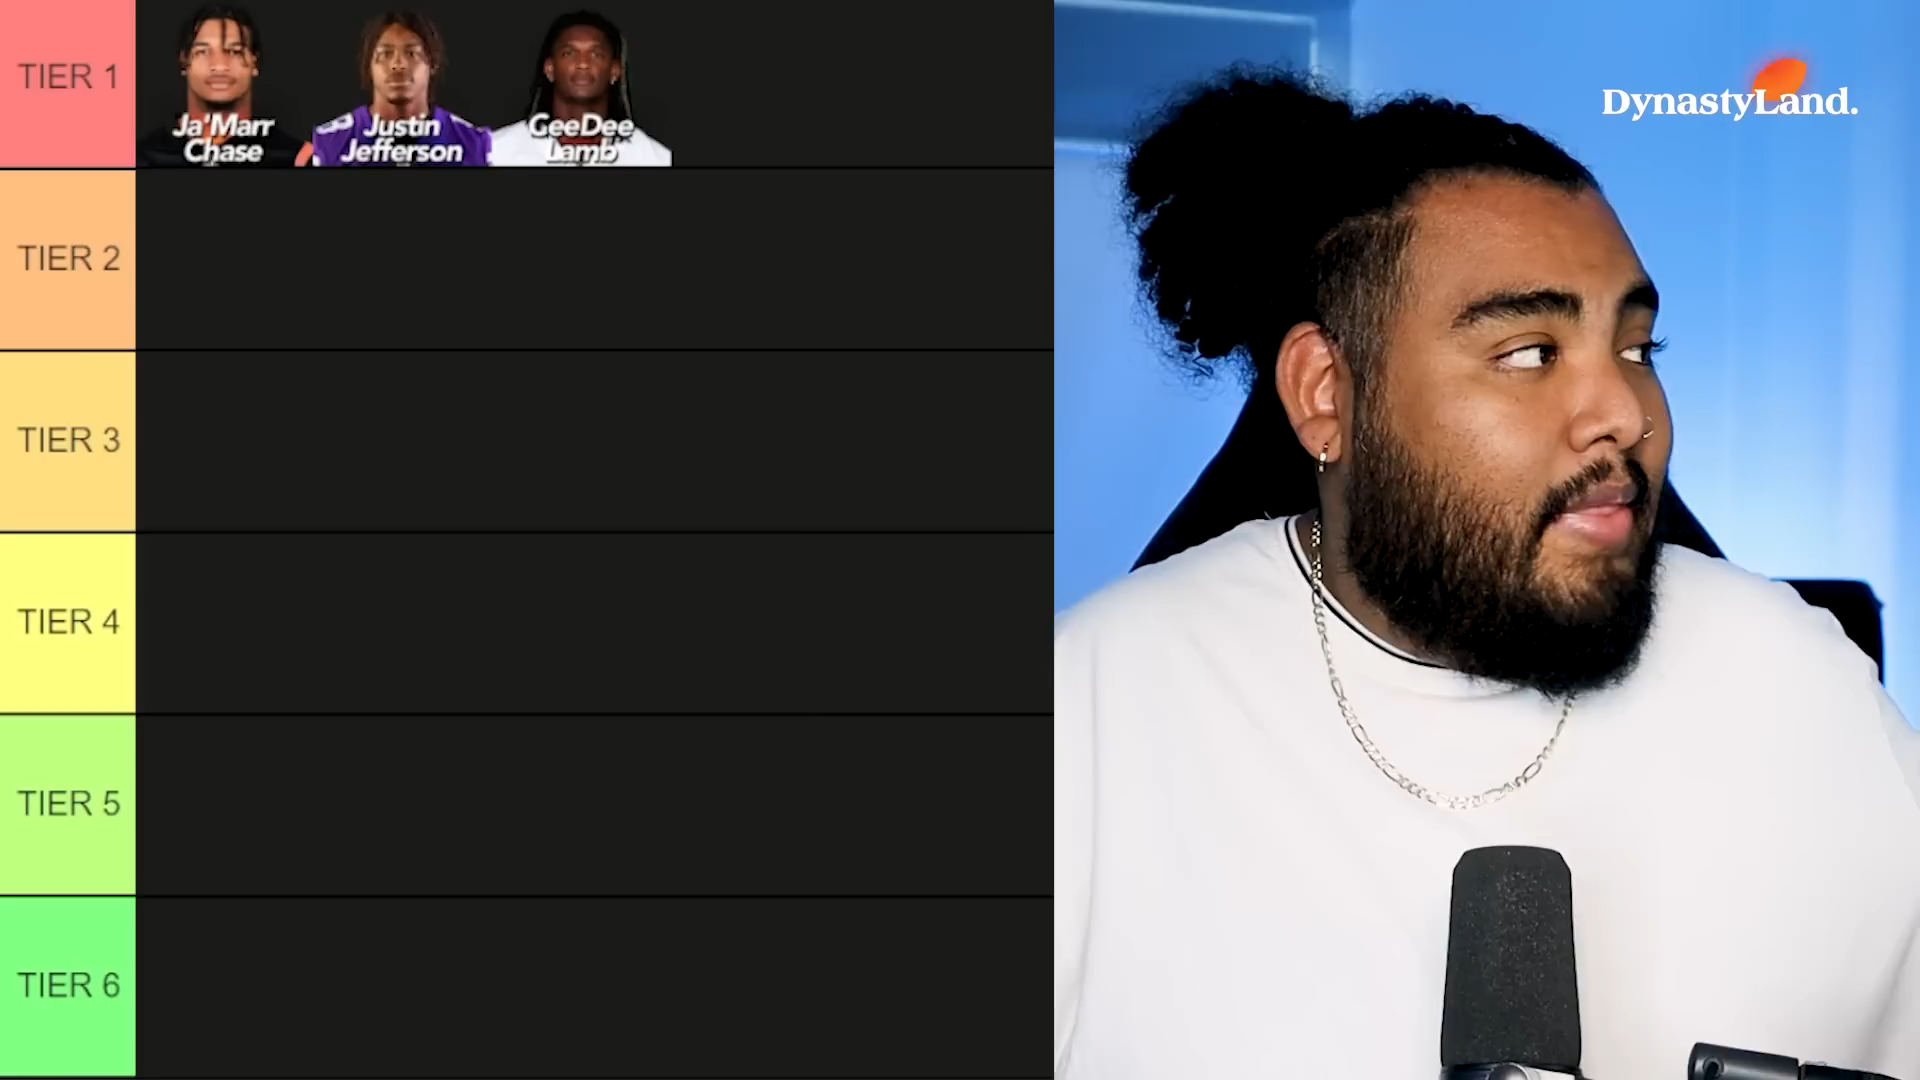 TIER 1
Ja'Marr
Chase
Justin
Jefferson
CeeDee
Lamb
TIER 2
TIER 3
TIER 4
TIER 5
TIER 6
DynastyLand.